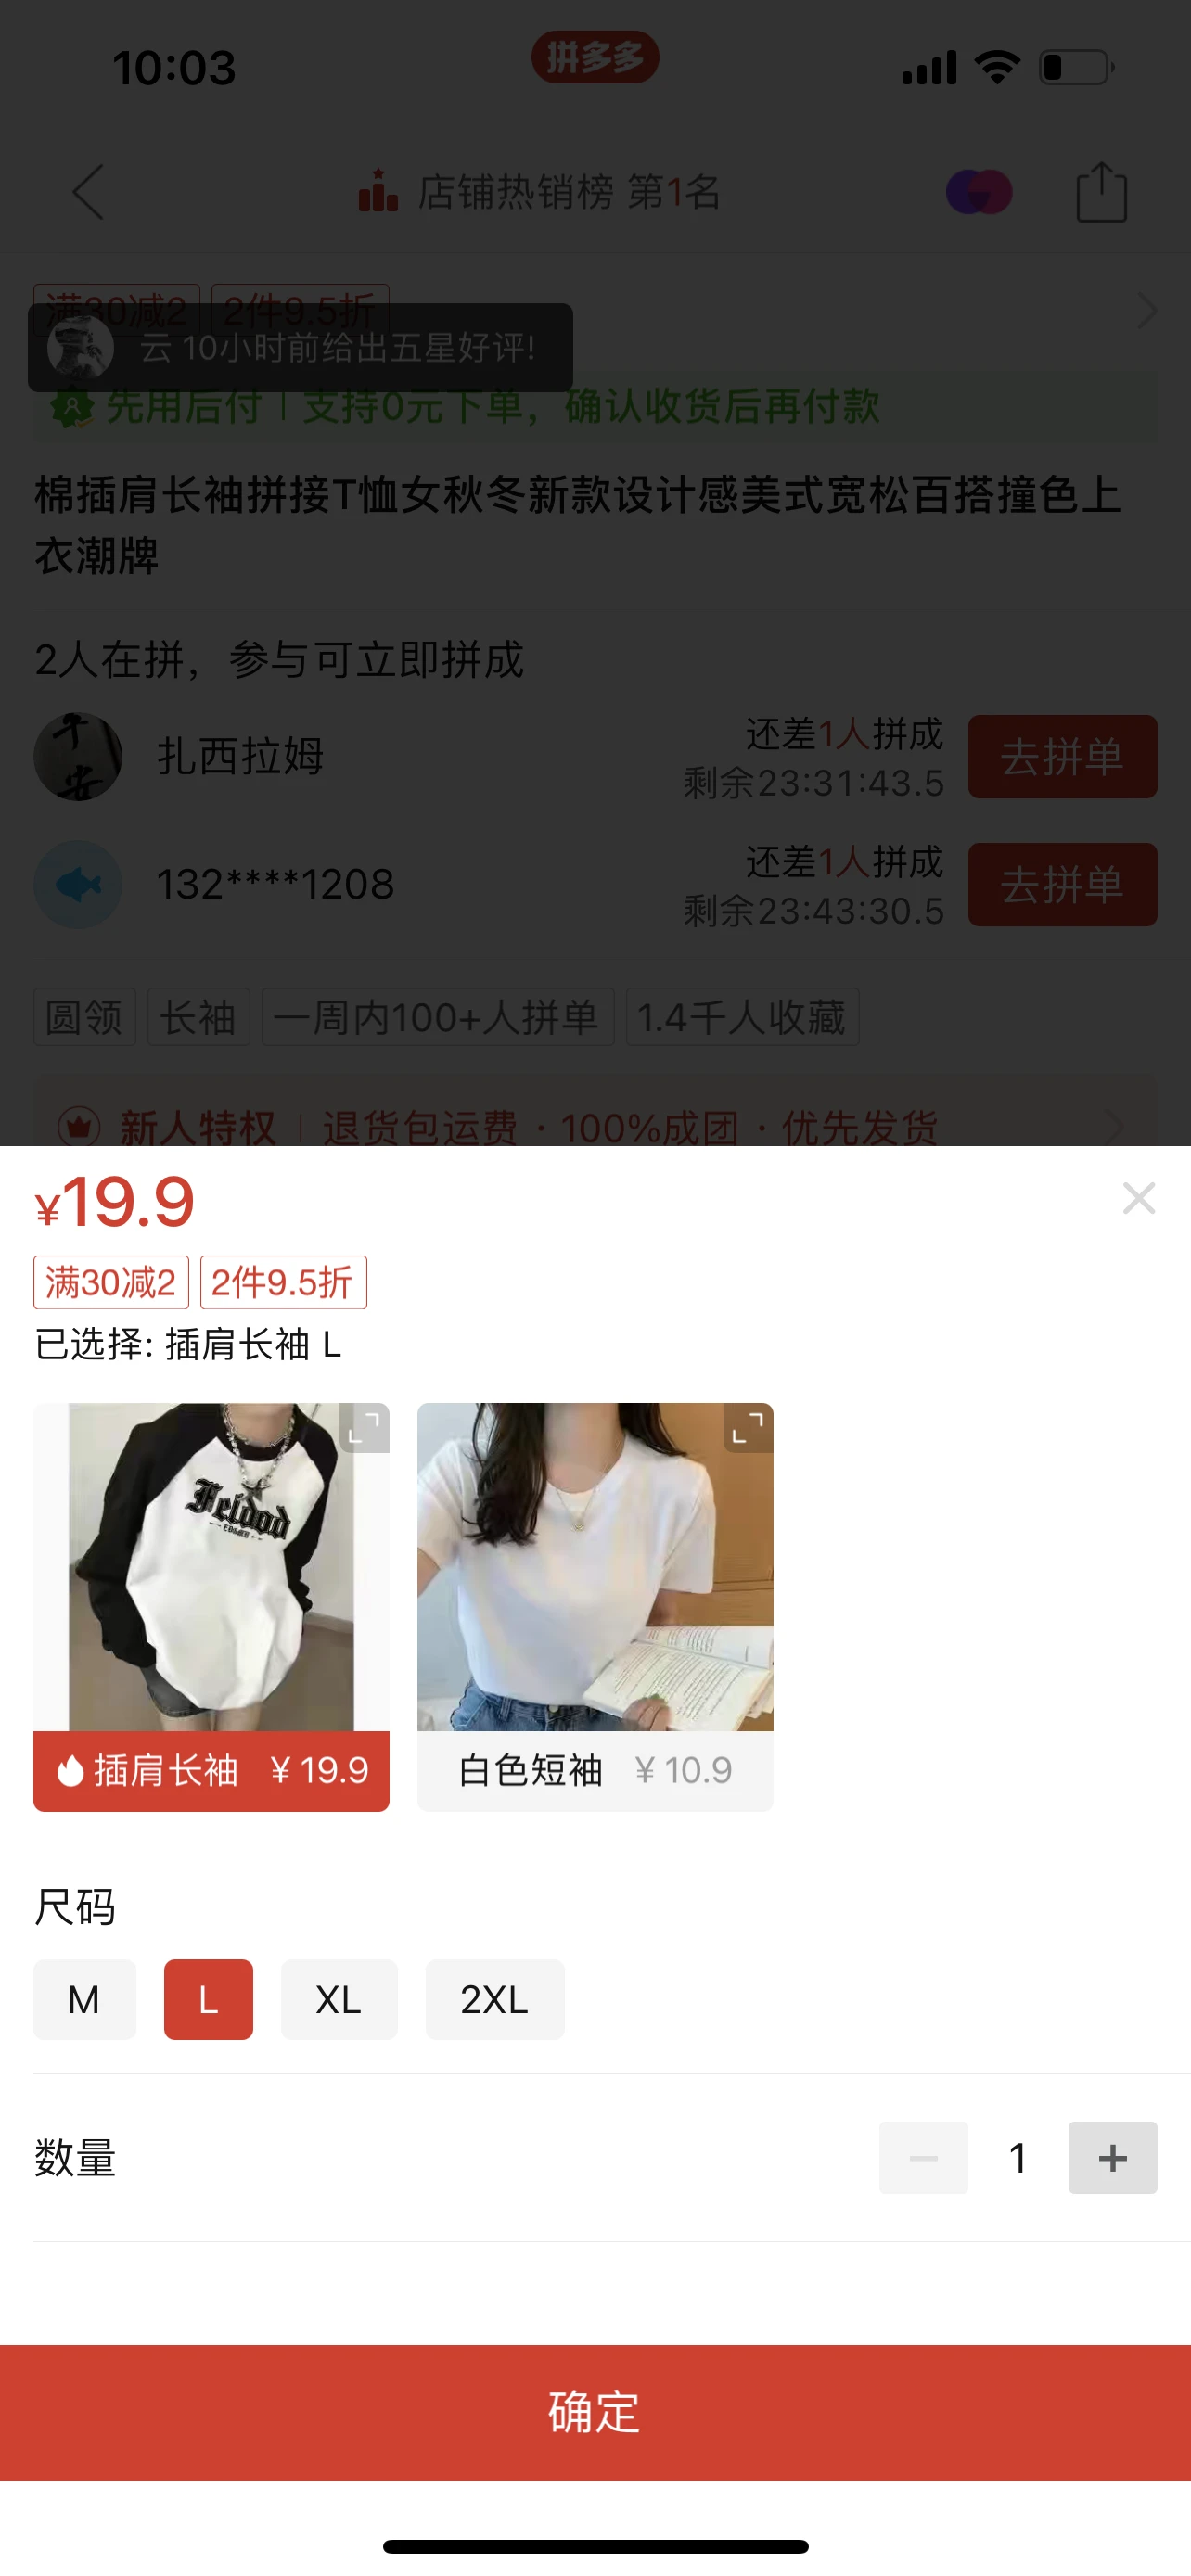 10:03
拼多多
店铺热销榜 第1名
满30减2 2件9.5折
云 10小时前给出五星好评!
先用后付 | 支持0元下单，确认收货后再付款
棉插肩长袖拼接T恤女秋冬新款设计感美式宽松百搭撞色上
衣潮牌
2人在拼，参与可立即拼成
扎西拉姆 还差1人拼成 去拼单
剩余23:31:43.5
132****1208 还差1人拼成 去拼单
剩余23:43:30.5
圆领 长袖 一周内100+人拼单 1.4千人收藏
新人特权 | 退货包运费 · 100%成团 · 优先发货
¥19.9
满30减2 2件9.5折
已选择: 插肩长袖 L
Feldod
插肩长袖 ¥ 19.9
白色短袖 ¥ 10.9
尺码
M L XL 2XL
数量 1
确定